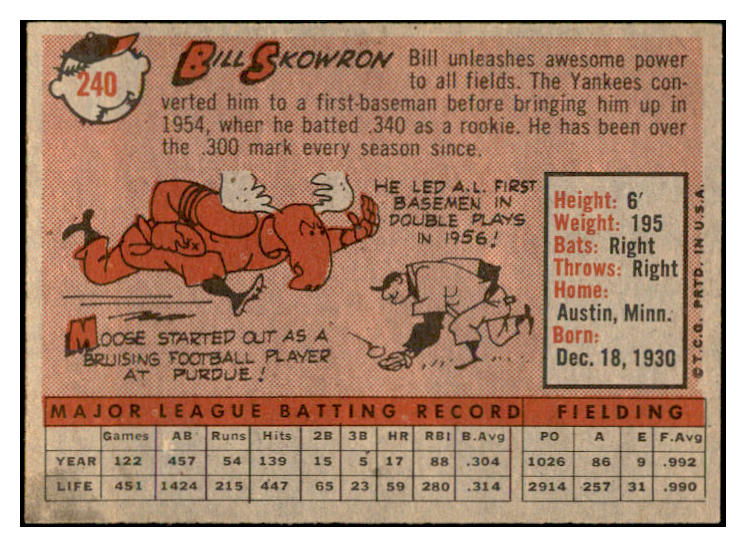 240
BILL SKOWRON Bill unleashes awesome power
to all fields. The Yankees con-
verted him to a first-baseman before bringing him up in
1954, when he batted .340 as a rookie. He has been over
the .300 mark every season since.
HE LED A.L. FIRST
BASEMEN IN
DOUBLE PLAYS
IN 1956!
MOOSE STARTED OUT AS A
BRUISING FOOTBALL PLAYER
AT PURDUE!
Height: 6'
Weight: 195
Bats: Right
Throws: Right
Home:
Austin, Minn.
Born:
Dec. 18, 1930
©T.C.G. PRTD. IN U.S.A.
MAJOR LEAGUE BATTING RECORD FIELDING
Games AB Runs Hits 2B 3B HR RBI B.Avg PO A E F.Avg
YEAR 122 457 54 139 15 5 17 88 .304 1026 86 9 .992
LIFE 451 1424 215 447 65 23 59 280 .314 2914 257 31 .990